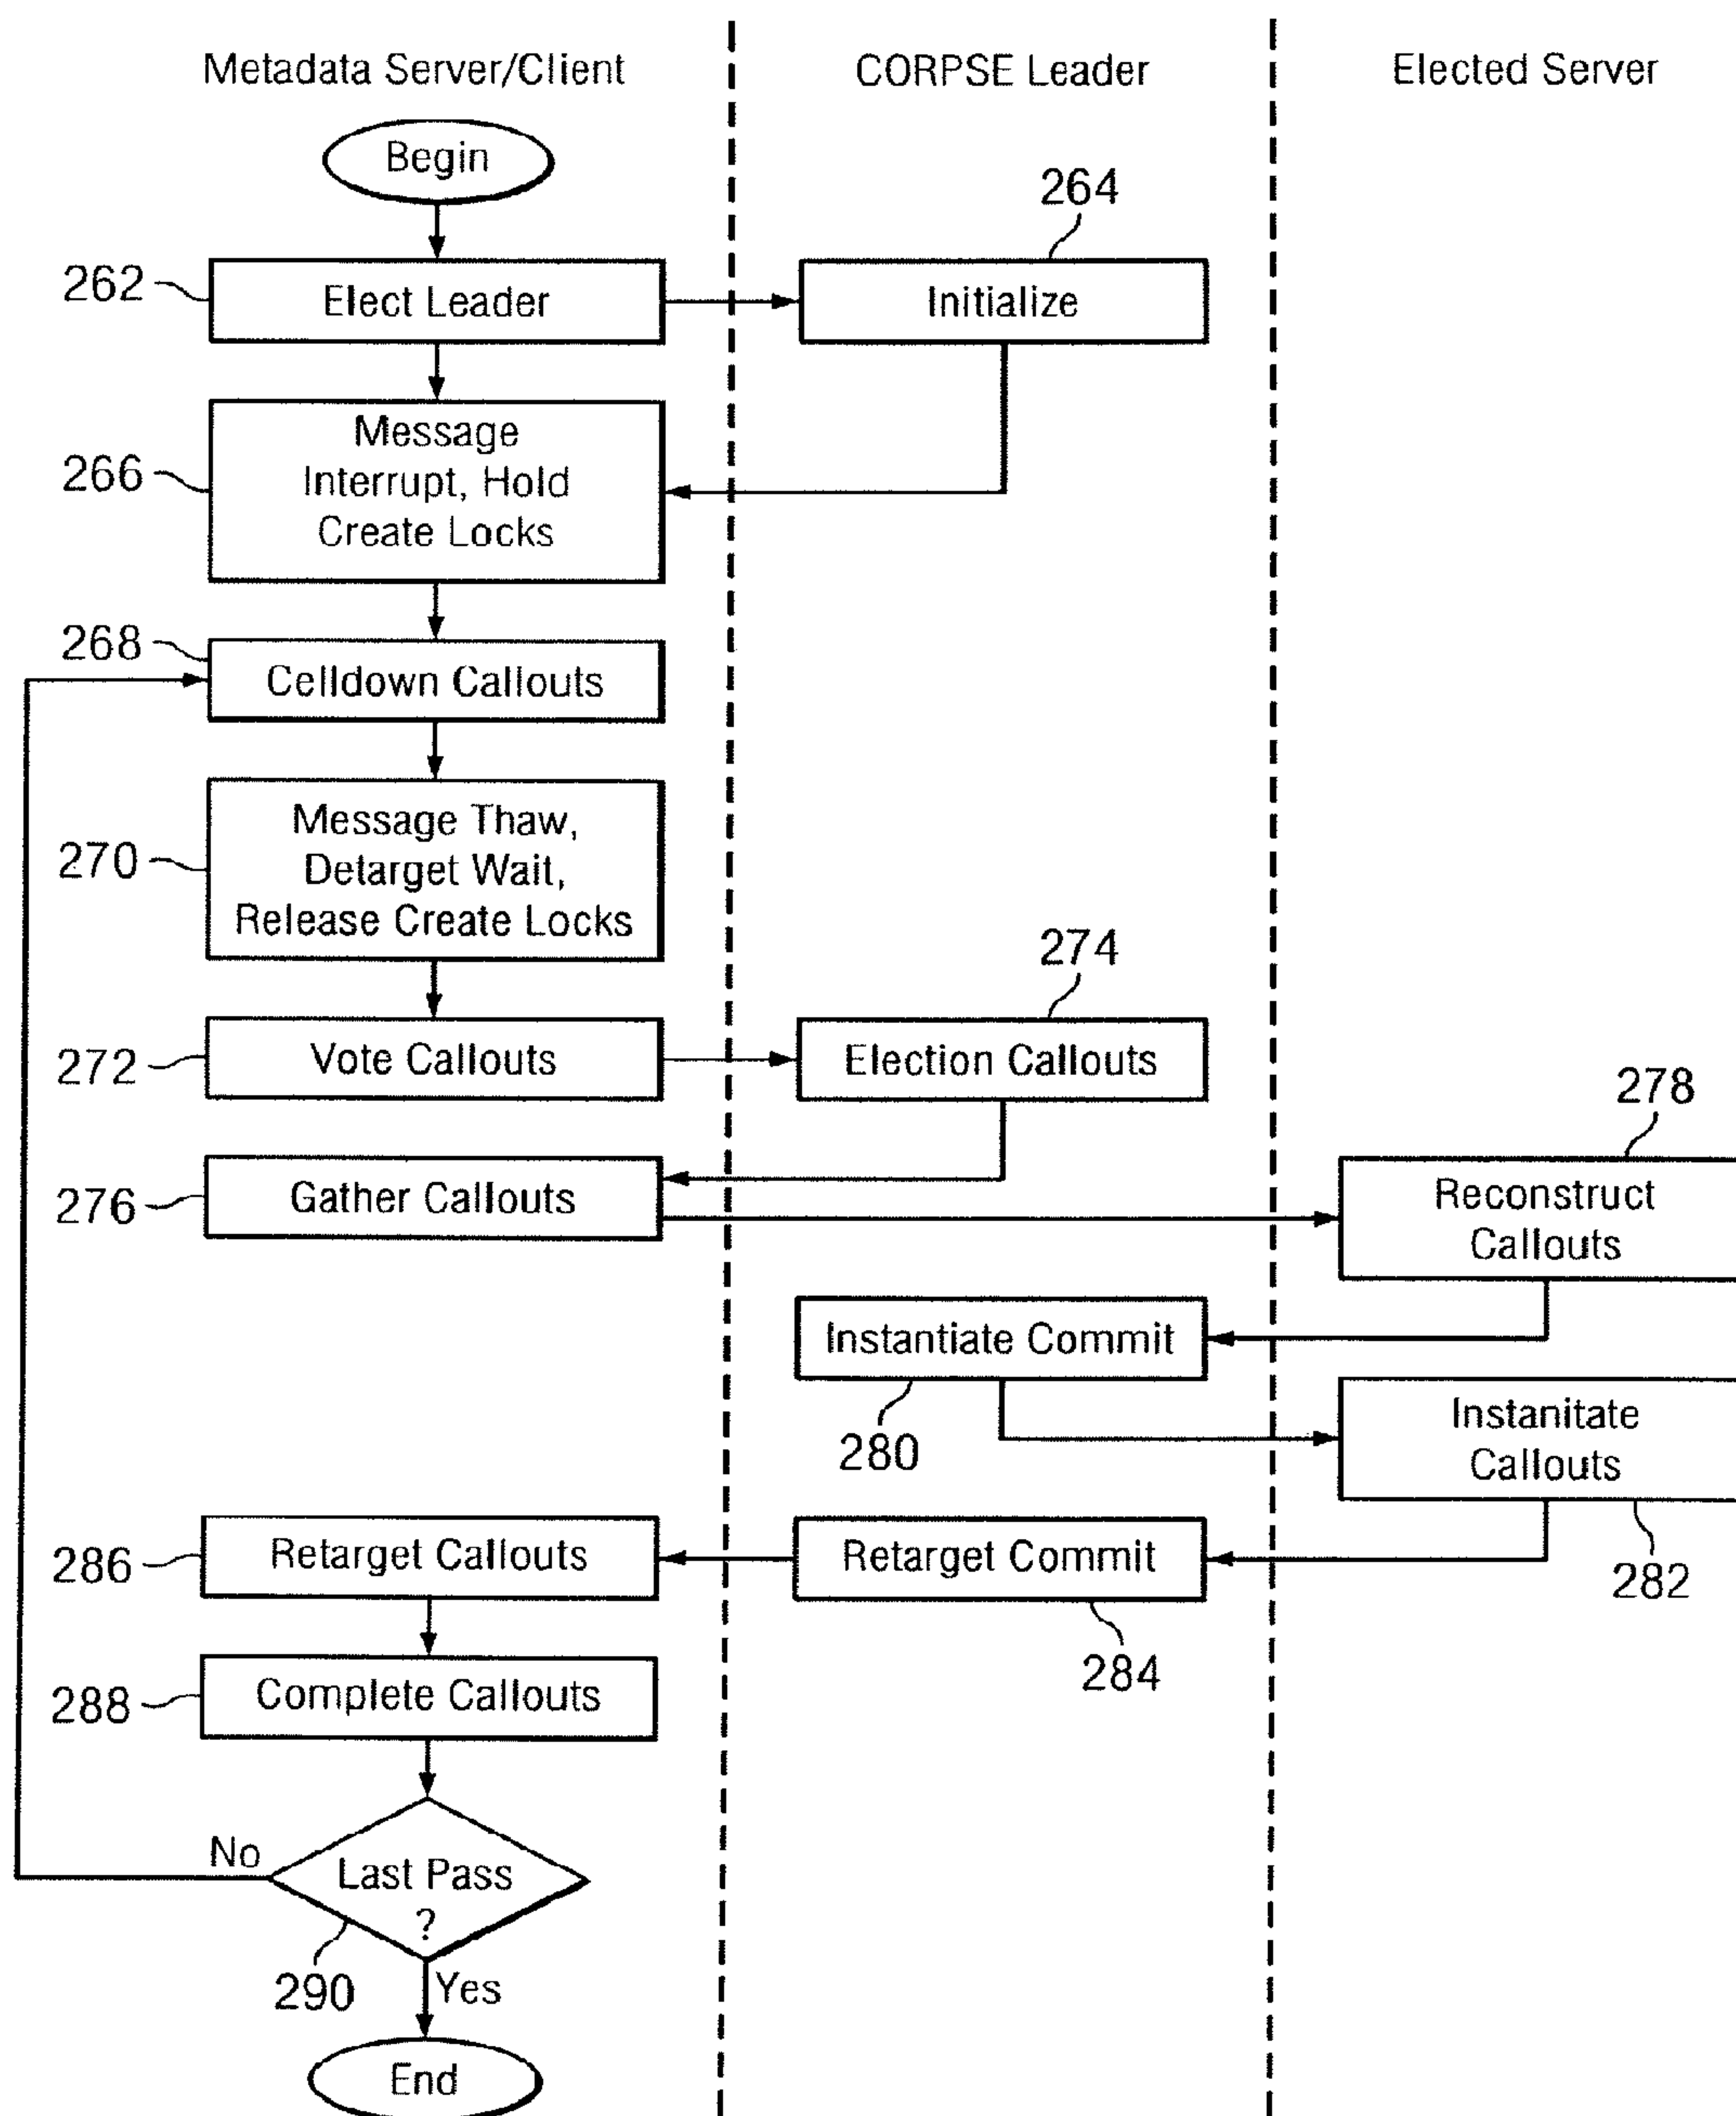 Metadata Server/Client
CORPSE Leader
Elected Server
Begin
264
262
Elect Leader
Initialize
266
Message
Interrupt, Hold
Create Locks
268
Celldown Callouts
270
Message Thaw,
Detarget Wait,
Release Create Locks
274
272
Vote Callouts
Election Callouts
278
276
Gather Callouts
Reconstruct
Callouts
Instantiate Commit
280
Instanitate
Callouts
282
286
Retarget Callouts
Retarget Commit
284
288
Complete Callouts
No
Last Pass
?
290
Yes
End